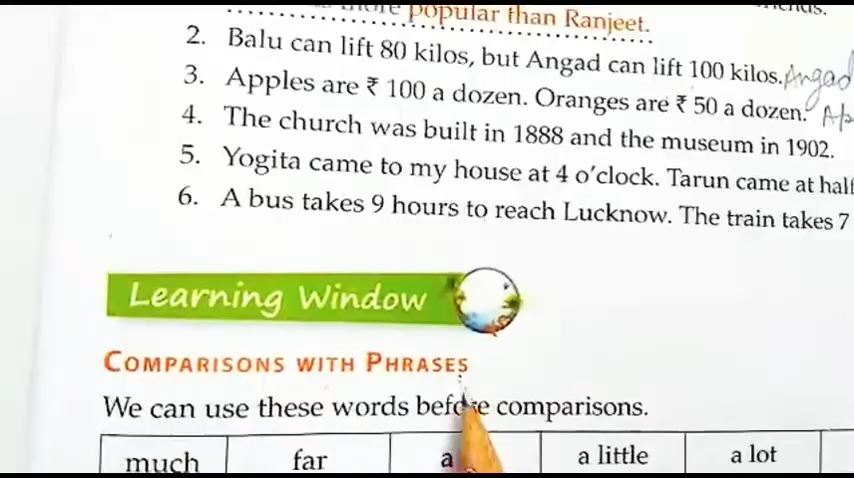 popular than Ranjeet.
2. Balu can lift 80 kilos, but Angad can lift 100 kilos. Angad
3. Apples are ₹ 100 a dozen. Oranges are ₹ 50 a dozen.
4. The church was built in 1888 and the museum in 1902.
5. Yogita came to my house at 4 o'clock. Tarun came at half
6. A bus takes 9 hours to reach Lucknow. The train takes 7
Learning Window
COMPARISONS WITH PHRASES
We can use these words before comparisons.
much far a a little a lot